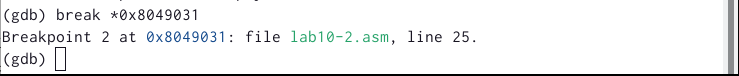 (gdb) break *0x8049031
Breakpoint 2 at 0x8049031: file lab10-2.asm, line 25.
(gdb)